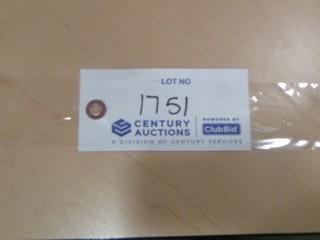 LOT NO
1751
CENTURY AUCTIONS
POWERED BY ClubBid
A DIVISION OF CENTURY SERVICES